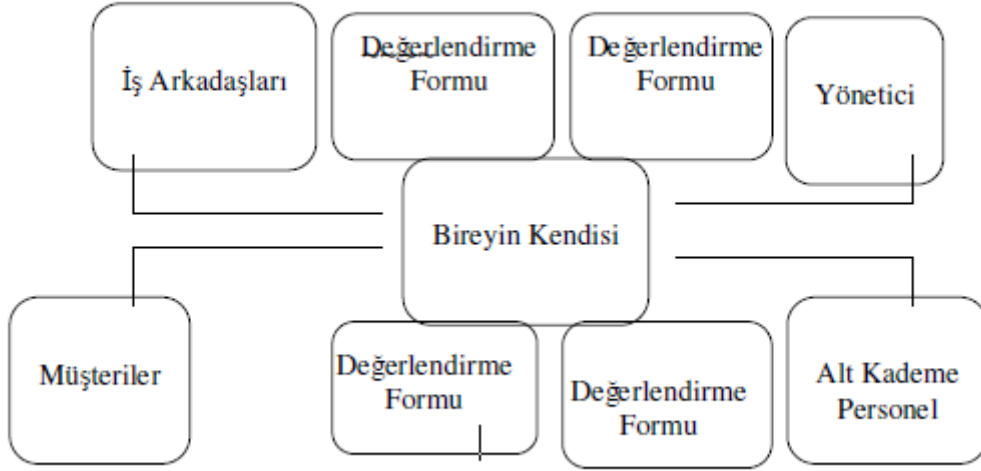 İş Arkadaşları
Değerlendirme
Formu
Değerlendirme
Formu
Yönetici
Bireyin Kendisi
Müşteriler
Değerlendirme
Formu
Değerlendirme
Formu
Alt Kademe
Personel